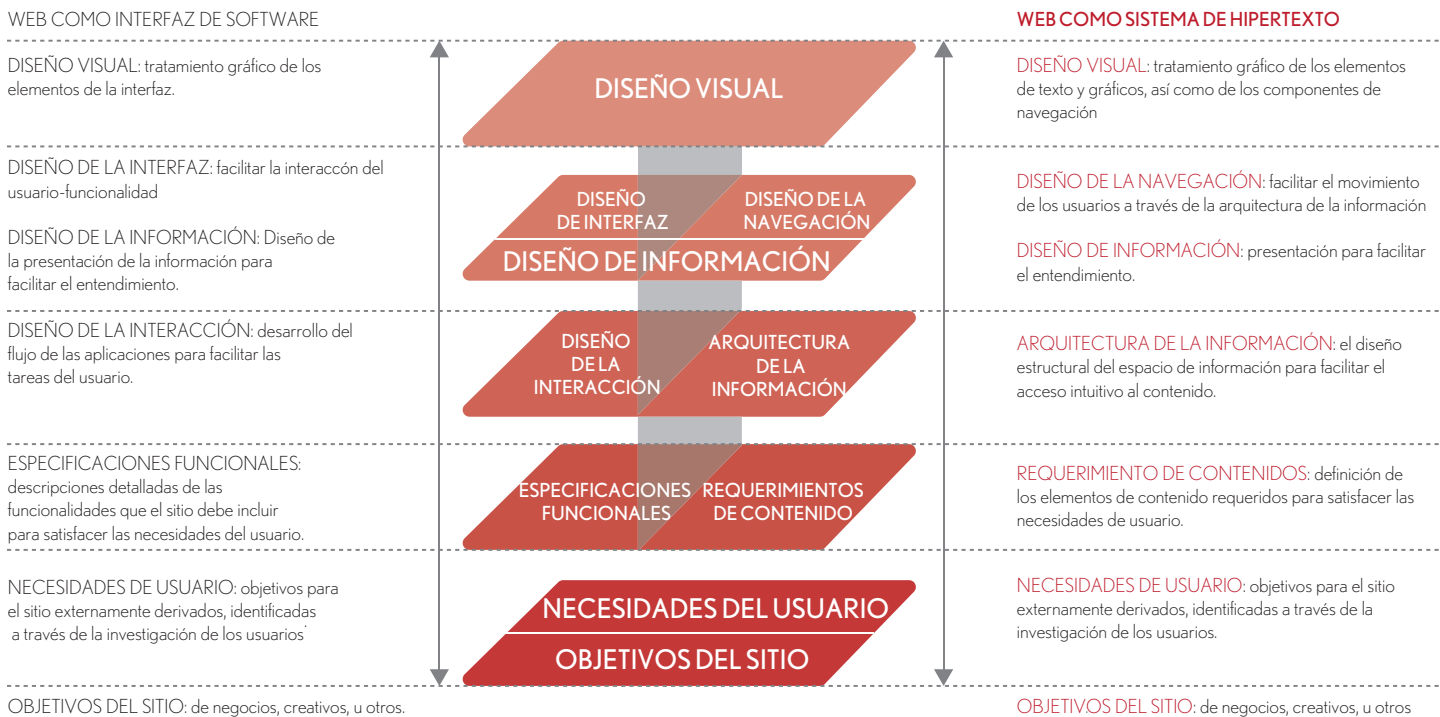 WEB COMO INTERFAZ DE SOFTWARE
DISEÑO VISUAL: tratamiento gráfico de los
elementos de la interfaz.
DISEÑO DE LA INTERFAZ: facilitar la interaccón del
usuario-funcionalidad
DISEÑO DE LA INFORMACIÓN: Diseño de
la presentación de la información para
facilitar el entendimiento.
DISEÑO DE LA INTERACCIÓN: desarrollo del
flujo de las aplicaciones para facilitar las
tareas del usuario.
ESPECIFICACIONES FUNCIONALES:
descripciones detalladas de las
funcionalidades que el sitio debe incluir
para satisfacer las necesidades del usuario.
NECESIDADES DE USUARIO: objetivos para
el sitio externamente derivados, identificadas
a través de la investigación de los usuarios
OBJETIVOS DEL SITIO: de negocios, creativos, u otros.
DISEÑO VISUAL
DISEÑO
DE INTERFAZ
DISEÑO DE LA
NAVEGACIÓN
DISEÑO DE INFORMACIÓN
DISEÑO
DE LA
INTERACCIÓN
ARQUITECTURA
DE LA
INFORMACIÓN
ESPECIFICACIONES
FUNCIONALES
REQUERIMIENTOS
DE CONTENIDO
NECESIDADES DEL USUARIO
OBJETIVOS DEL SITIO
WEB COMO SISTEMA DE HIPERTEXTO
DISEÑO VISUAL: tratamiento gráfico de los elementos
de texto y gráficos, así como de los componentes de
navegación
DISEÑO DE LA NAVEGACIÓN: facilitar el movimiento
de los usuarios a través de la arquitectura de la información
DISEÑO DE INFORMACIÓN: presentación para facilitar
el entendimiento.
ARQUITECTURA DE LA INFORMACIÓN: el diseño
estructural del espacio de información para facilitar el
acceso intuitivo al contenido.
REQUERIMIENTO DE CONTENIDOS: definición de
los elementos de contenido requeridos para satisfacer las
necesidades de usuario.
NECESIDADES DE USUARIO: objetivos para el sitio
externamente derivados, identificadas a través de la
investigación de los usuarios.
OBJETIVOS DEL SITIO: de negocios, creativos, u otros